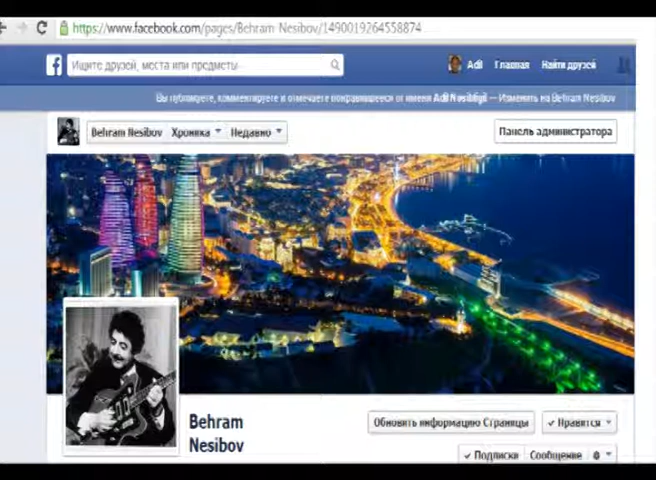 https://www.facebook.com/pages/Behram-Nesibov/1490019264558874
f Ищите друзей, места или предметы Adil Главная Найти друзей
Вы публикуете, комментируете и отмечаете понравившееся от имени Adil — Изменить на Behram Nesibov
Behram Nesibov Хроника Недавно Панель администратора
Behram
Nesibov
Обновить информацию Страницы ✓ Нравится
✓ Подписки Сообщение